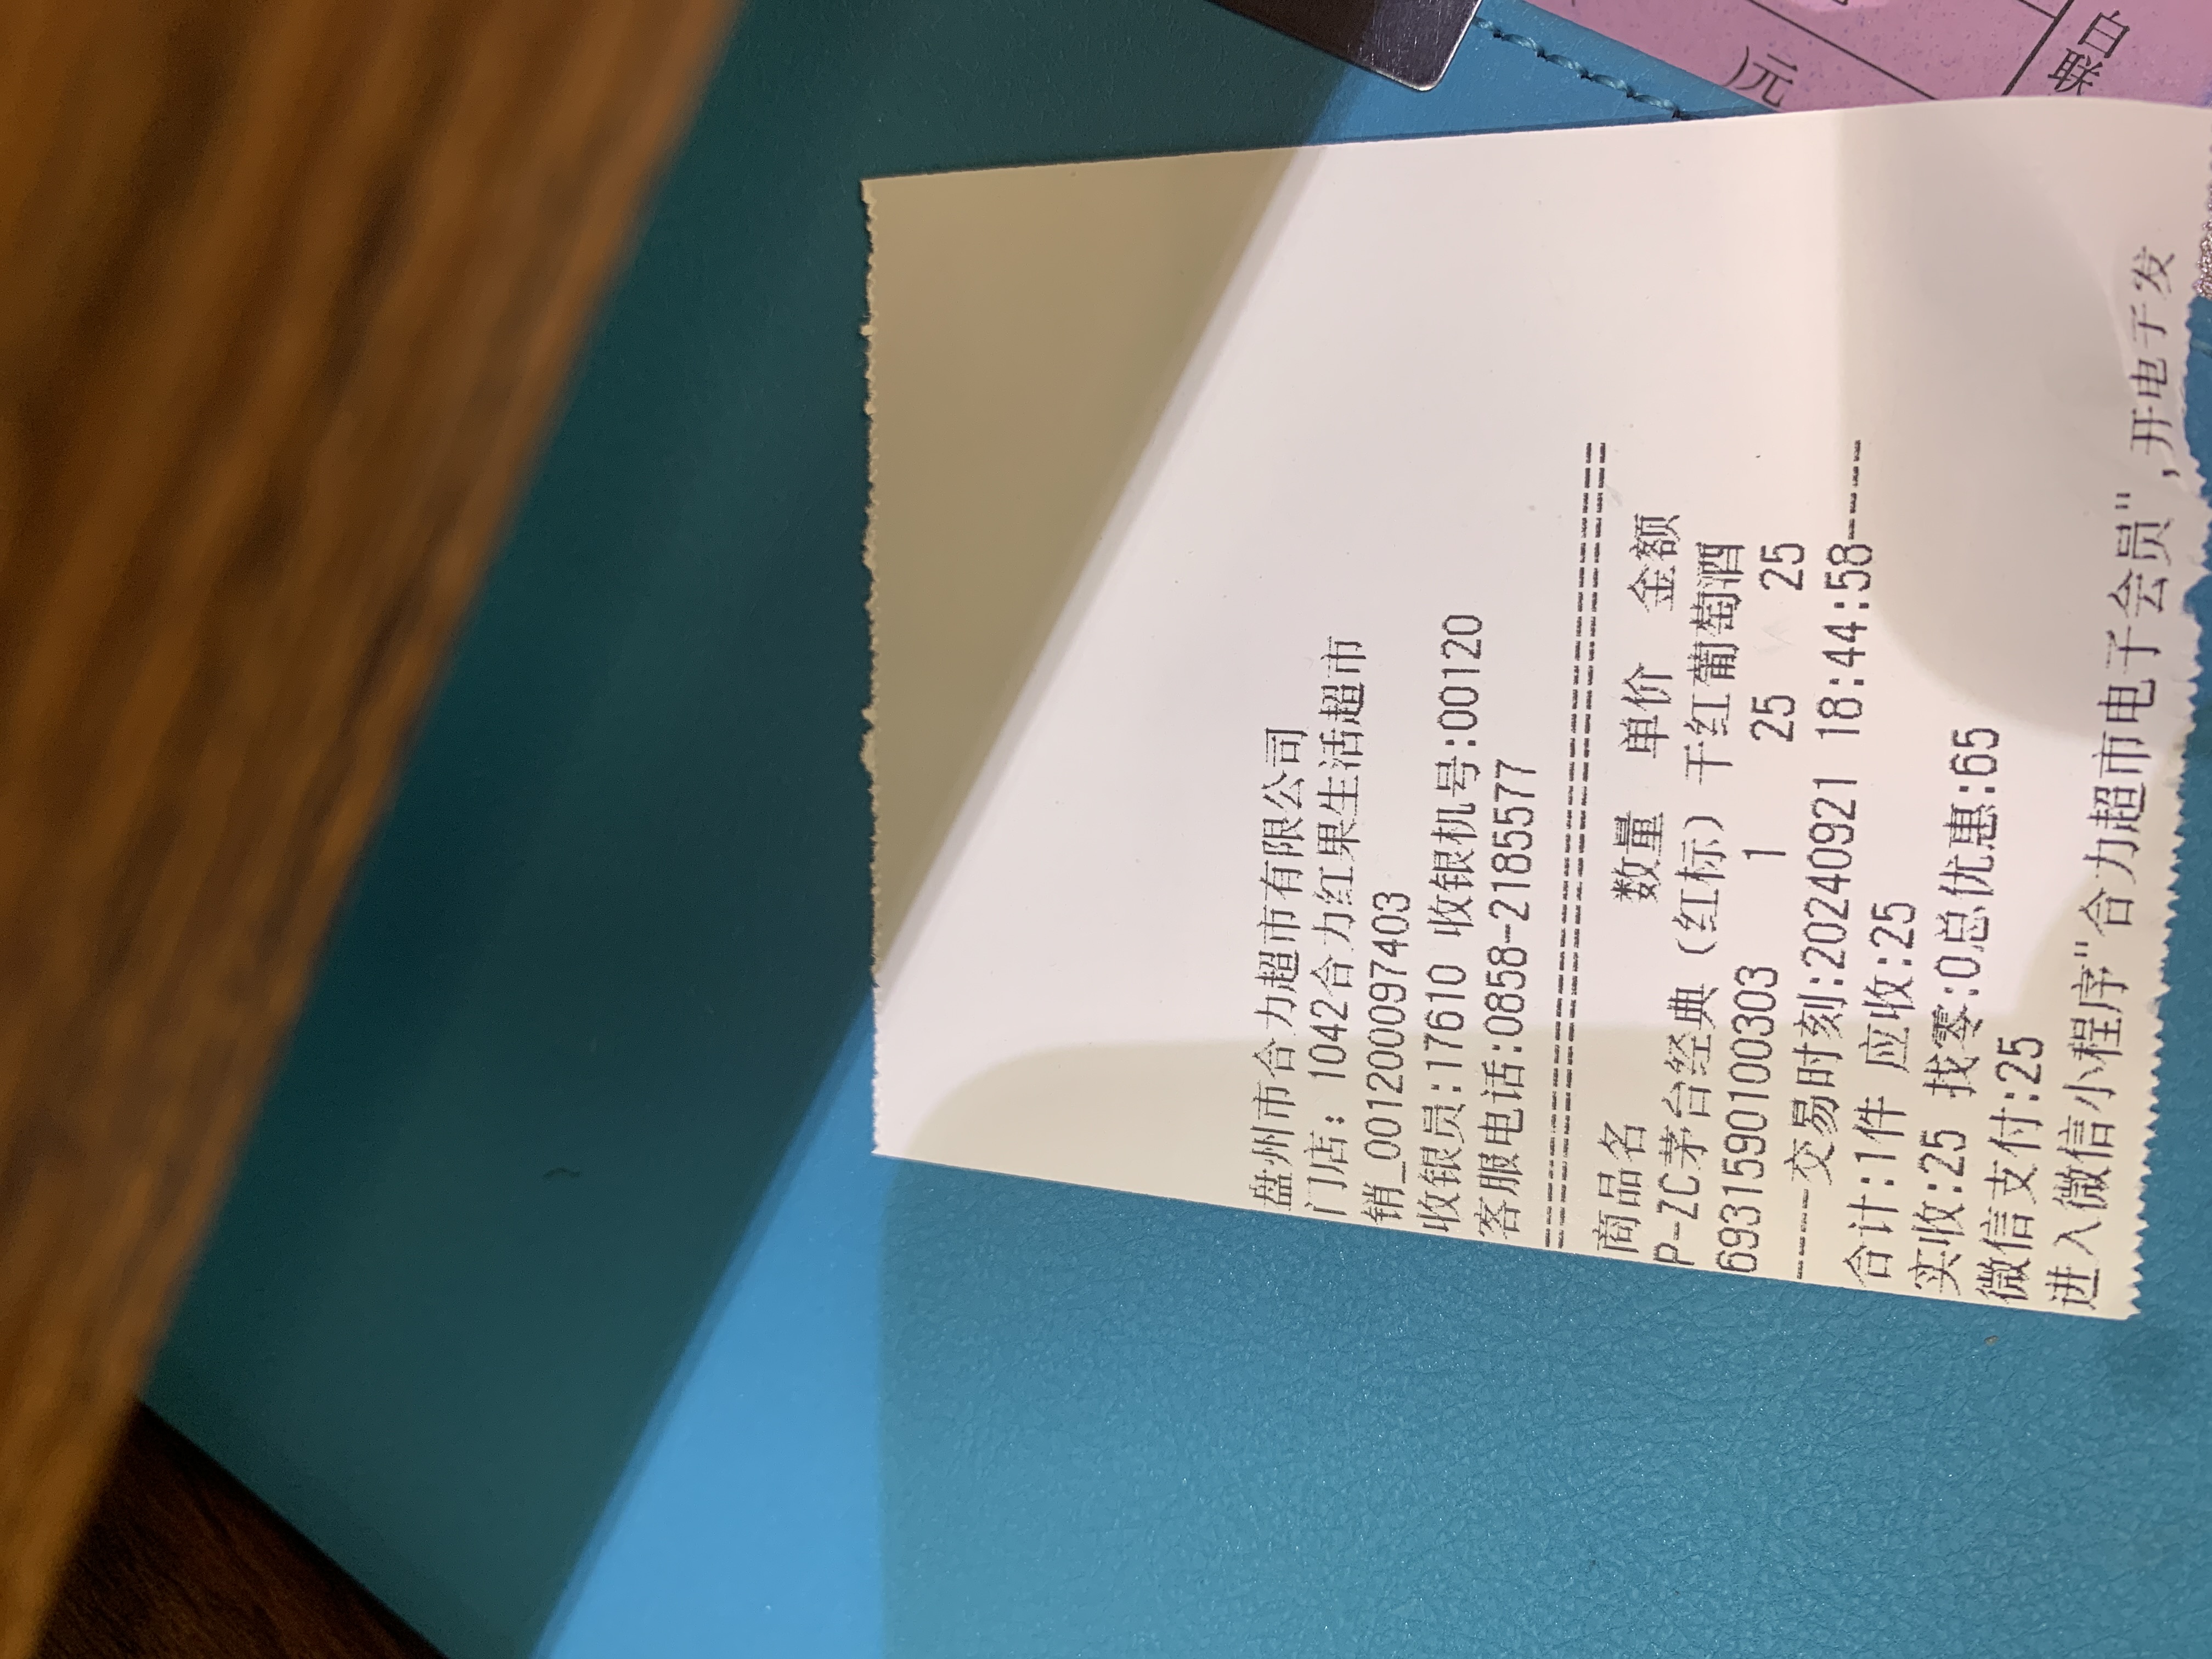 盘州市合力超市有限公司
门店: 1042合力红果生活超市
销_00120009740​3
收银员:17610 收银机号:00120
客服电话:0858-2185577
==========================================
商品名 数量 单价 金额
P-ZC茅台经典（红标）干红葡萄酒
6931590100303 1 25 25
----交易时刻:20240921 18:44:58----
合计:1件 应收:25
实收:25 找零:0总优惠:65
微信支付:25
进入微信小程序"合力超市电子会员",开电子发
)元
白
联